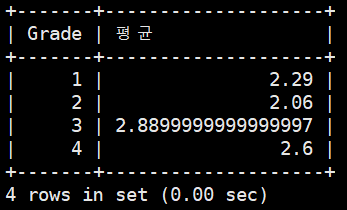 +-------+--------------------+
| Grade | 평균 |
+-------+--------------------+
| 1 | 2.29 |
| 2 | 2.06 |
| 3 | 2.8899999999999997 |
| 4 | 2.6 |
+-------+--------------------+
4 rows in set (0.00 sec)